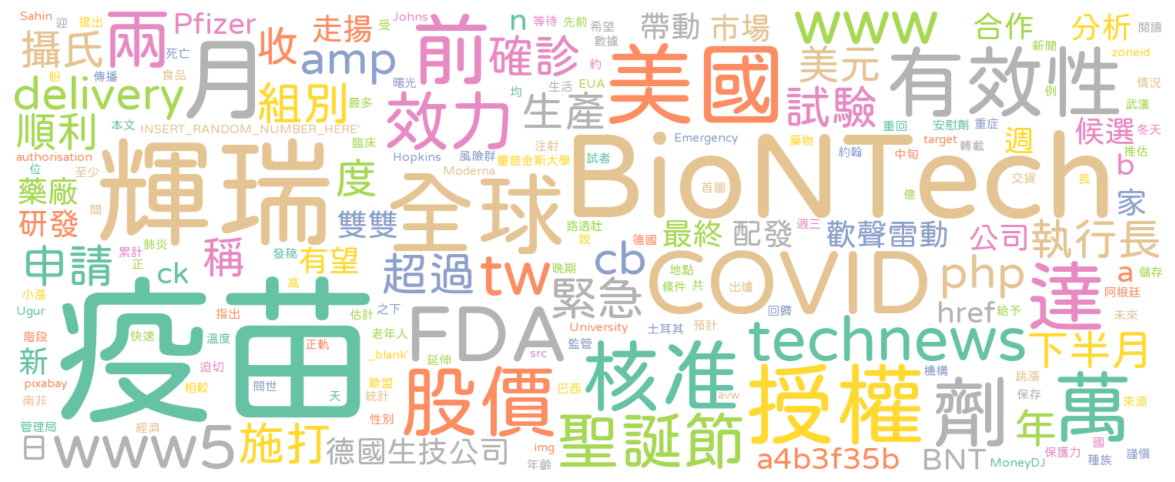 Sahin 迎 提出 受 Johns 等待 先前 希望 新聞 閱讀
兩 Pfizer 走揚 n 帶動 市場 www 合作 分析
攝氏 月 死亡 收 amp 前 確診 數據 約 美國 美元 有效性 zoneid
盼 傳播 食品 曙光 均 生活 EUA 例 情況
delivery 組別 最多 效力 生產 試驗 武漢
順利 本文 INSERT_RANDOM_NUMBER_HERE' 臨床 注射 Emergency 藥物 重回 安慰劑 重症 週 候選 冬天
authorisation 位 至少 輝瑞 度 Hopkins 風險群 Moderna 霍普金斯大學 試者 BioNTech 約翰 中旬 target 轉載 推估 b
藥廠 間 全球 首圖 億 交貨 長 家
研發 雙雙 路透社 說 德國 最終 配發 週三 歡聲雷動 公司 執行長
申請 累計 肺炎 正 稱 發稿 有望 超過 tw 晚期 cb 地點 條件 共 COVID 出爐 php 達 a 儲存 阿根廷
ck 高 緊急 回歸 href 給予 未來
小漲 Ugur 疫苗 指出 估計 之下 FDA University 土耳其 預計 technews
階段 快速 溫度 正軌 老年人 監管 下半月
新 迫切 _blank' 延伸 src 核准 機構
pixabay 相較 問世 天 歐盟 統計 股價 巴西 avw 授權 劑 跳漲 保存 萬 來源
南非 性別
管理局 經濟 施打 聖誕節 年 國
日 www5 德國生技公司 img 年齡 a4b3f35b BNT MoneyDJ 保護力 種族 謹慎